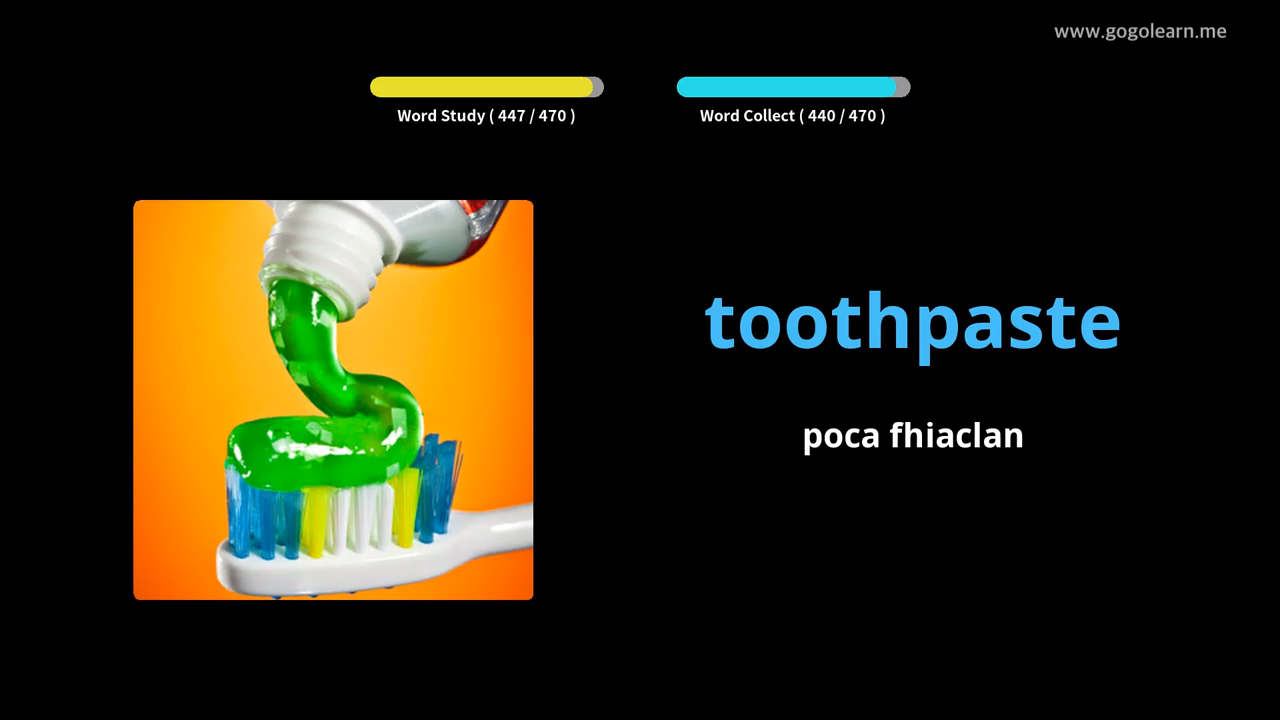 www.gogolearn.me
Word Study ( 447 / 470 )
Word Collect ( 440 / 470 )
toothpaste
poca fhiaclan